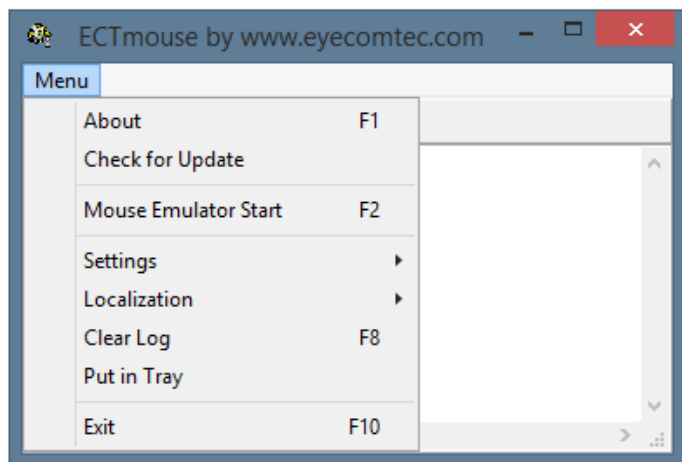 ECTmouse by www.eyecomtec.com
Menu
About F1
Check for Update
Mouse Emulator Start F2
Settings
Localization
Clear Log F8
Put in Tray
Exit F10